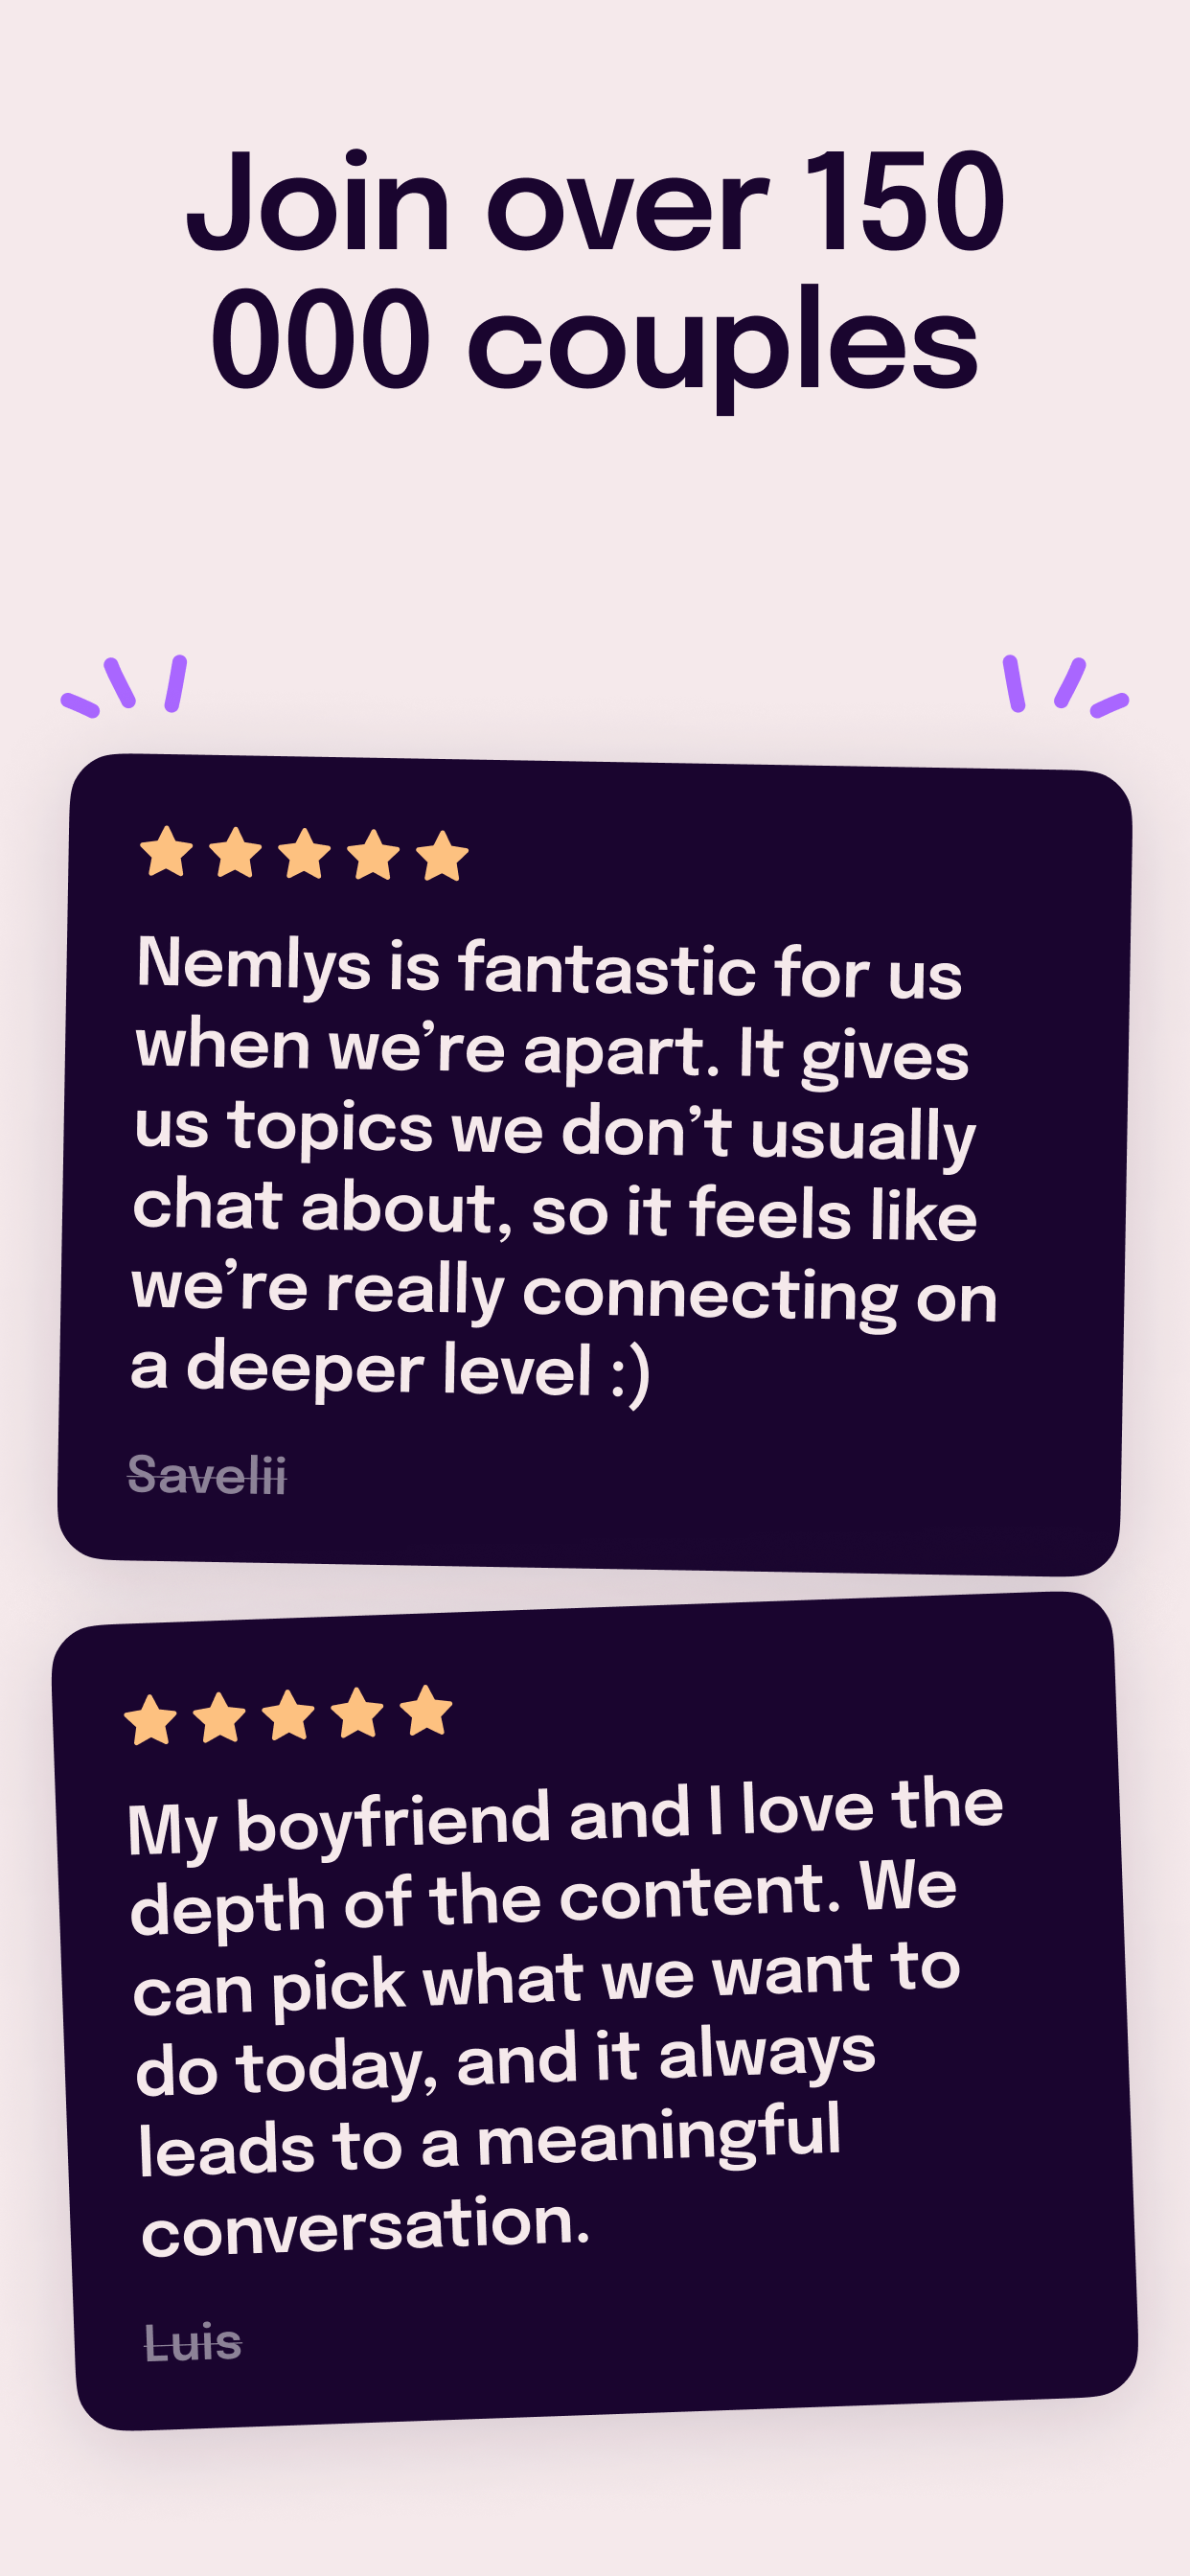 Join over 150
000 couples
Nemlys is fantastic for us
when we’re apart. It gives
us topics we don’t usually
chat about, so it feels like
we’re really connecting on
a deeper level :)
Savelii
My boyfriend and I love the
depth of the content. We
can pick what we want to
do today, and it always
leads to a meaningful
conversation.
Luis